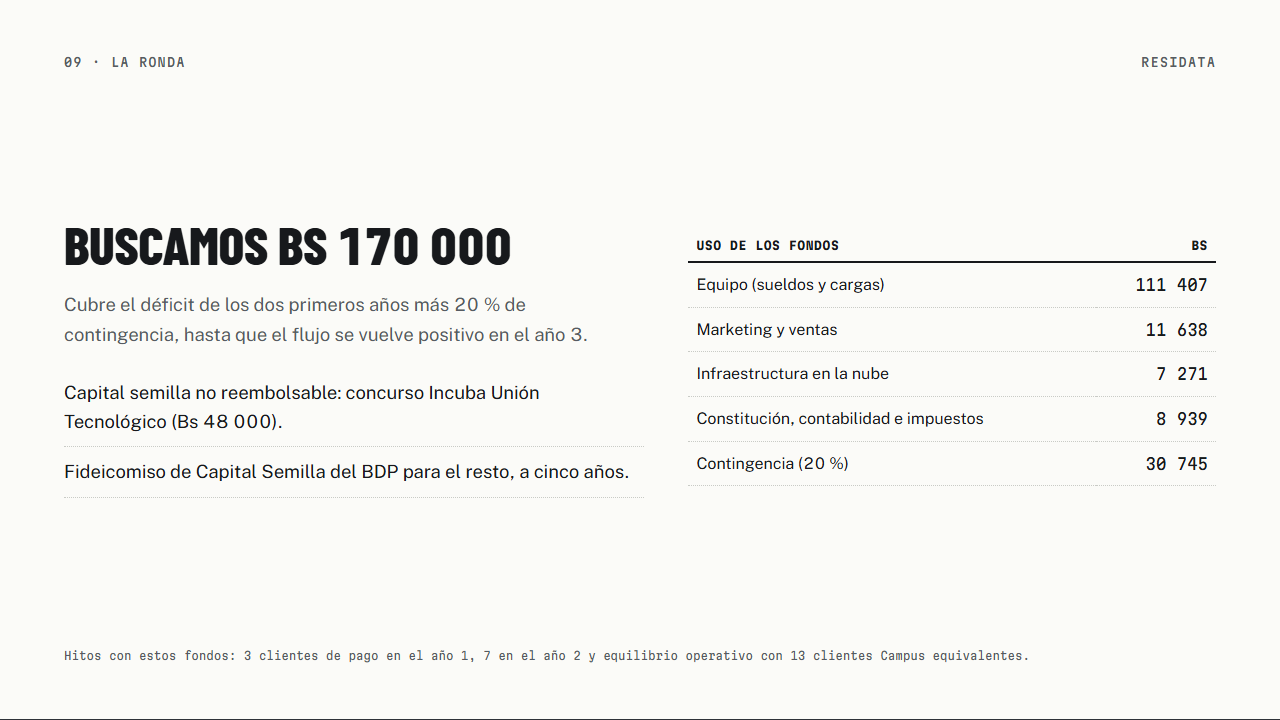 09 · LA RONDA
RESIDATA
BUSCAMOS BS 170 000
Cubre el déficit de los dos primeros años más 20 % de
contingencia, hasta que el flujo se vuelve positivo en el año 3.
Capital semilla no reembolsable: concurso Incuba Unión
Tecnológico (Bs 48 000).
Fideicomiso de Capital Semilla del BDP para el resto, a cinco años.
USO DE LOS FONDOS BS
Equipo (sueldos y cargas) 111 407
Marketing y ventas 11 638
Infraestructura en la nube 7 271
Constitución, contabilidad e impuestos 8 939
Contingencia (20 %) 30 745
Hitos con estos fondos: 3 clientes de pago en el año 1, 7 en el año 2 y equilibrio operativo con 13 clientes Campus equivalentes.